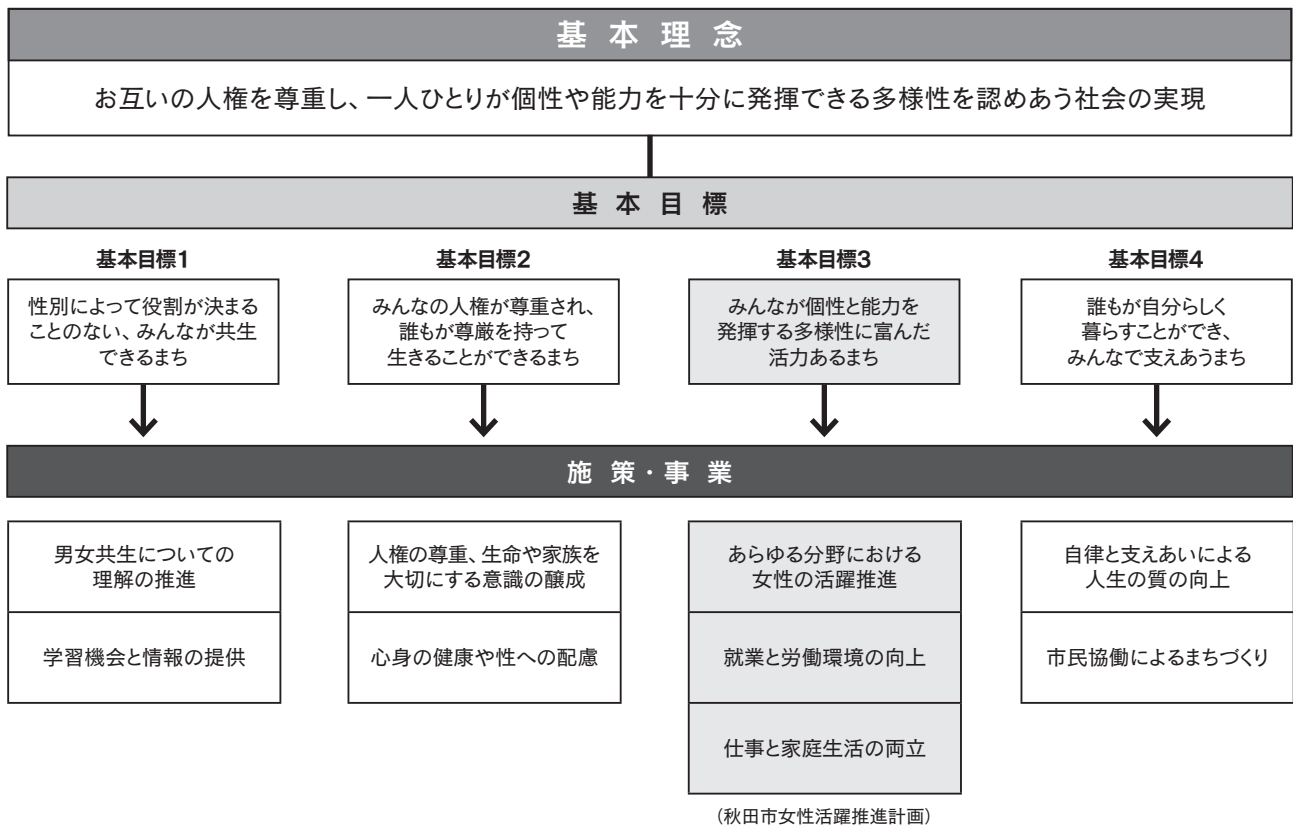 基本理念
お互いの人権を尊重し、一人ひとりが個性や能力を十分に発揮できる多様性を認めあう社会の実現
基本目標
基本目標1
性別によって役割が決まる
ことのない、みんなが共生
できるまち
基本目標2
みんなの人権が尊重され、
誰もが尊厳を持って
生きることができるまち
基本目標3
みんなが個性と能力を
発揮する多様性に富んだ
活力あるまち
基本目標4
誰もが自分らしく
暮らすことができ、
みんなで支えあうまち
施策・事業
男女共生についての
理解の推進
学習機会と情報の提供
人権の尊重、生命や家族を
大切にする意識の醸成
心身の健康や性への配慮
あらゆる分野における
女性の活躍推進
就業と労働環境の向上
仕事と家庭生活の両立
(秋田市女性活躍推進計画)
自律と支えあいによる
人生の質の向上
市民協働によるまちづくり